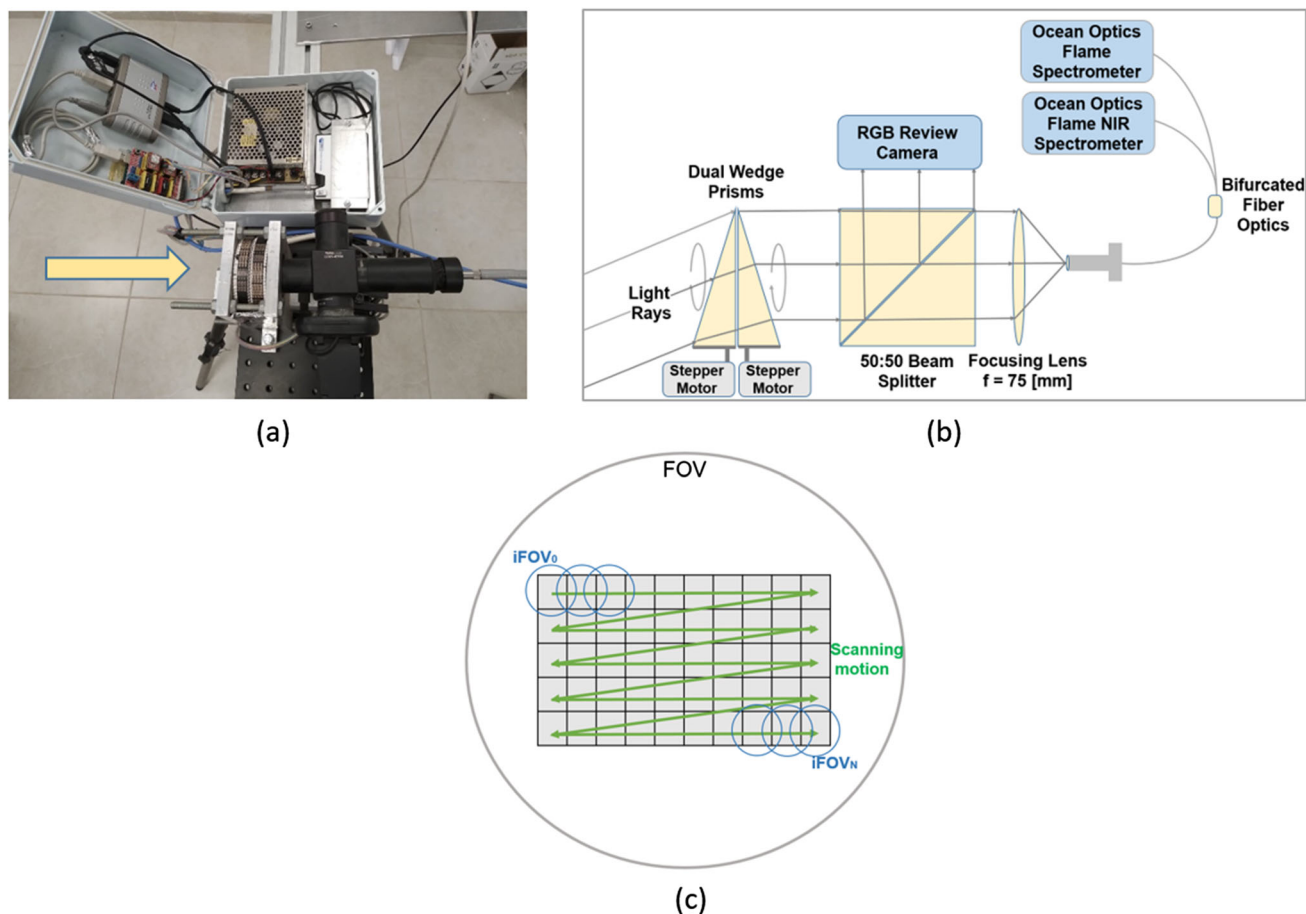 Ocean Optics
Flame
Spectrometer
Ocean Optics
Flame NIR
Spectrometer
RGB Review
Camera
Dual Wedge
Prisms
Bifurcated
Fiber
Optics
Light
Rays
Stepper
Motor
Stepper
Motor
50:50 Beam
Splitter
Focusing Lens
f = 75 [mm]
(a)
(b)
FOV
iFOV₀
Scanning
motion
iFOVN
(c)